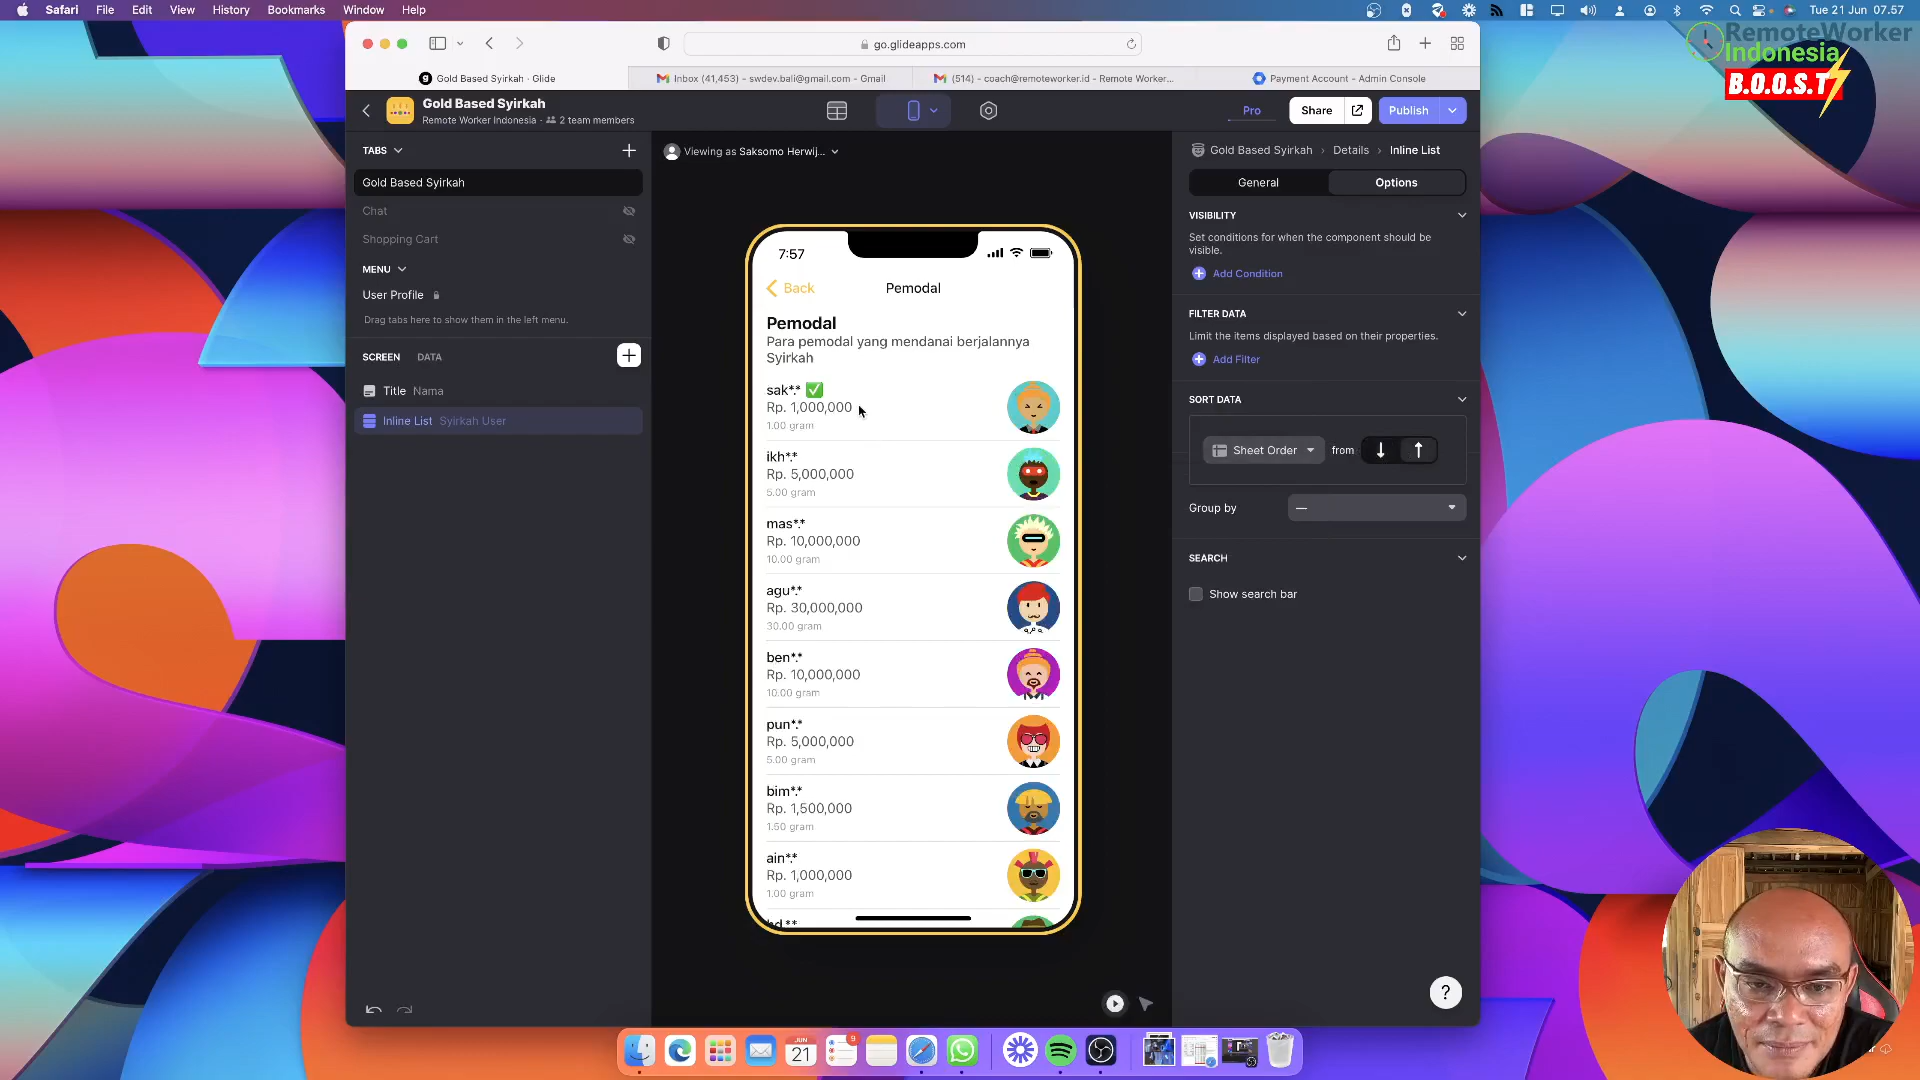 Safari File Edit View History Bookmarks Window Help
Tue 21 Jun 07.57
RemoteWorker
Indonesia
B.O.O.S.T
go.glideapps.com
Gold Based Syirkah - Glide
Inbox (41,453) - swdev.bali@gmail.com - Gmail
(514) - coach@remoteworker.id - Remote Worker...
Payment Account - Admin Console
Gold Based Syirkah
Remote Worker Indonesia · 2 team members
Pro
Share
Publish
TABS
Gold Based Syirkah
Chat
Shopping Cart
MENU
User Profile
Drag tabs here to show them in the left menu.
SCREEN DATA
Title Nama
Inline List Syirkah User
Viewing as Saksomo Herwij...
7:57
Back
Pemodal
Pemodal
Para pemodal yang mendanai berjalannya
Syirkah
sak*.* ✅
Rp. 1,000,000
1.00 gram
ikh*.*
Rp. 5,000,000
5.00 gram
mas*.*
Rp. 10,000,000
10.00 gram
agu*.*
Rp. 30,000,000
30.00 gram
ben*.*
Rp. 10,000,000
10.00 gram
pun*.*
Rp. 5,000,000
5.00 gram
bim*.*
Rp. 1,500,000
1.50 gram
ain*.*
Rp. 1,000,000
1.00 gram
Gold Based Syirkah › Details › Inline List
General
Options
VISIBILITY
Set conditions for when the component should be
visible.
Add Condition
FILTER DATA
Limit the items displayed based on their properties.
Add Filter
SORT DATA
Sheet Order
from
Group by
—
SEARCH
Show search bar
?
JUN
21
9